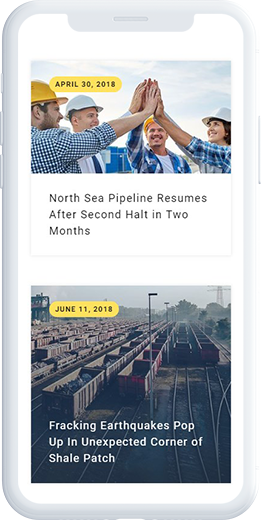 APRIL 30, 2018
North Sea Pipeline Resumes
After Second Halt in Two
Months
JUNE 11, 2018
Fracking Earthquakes Pop
Up In Unexpected Corner of
Shale Patch